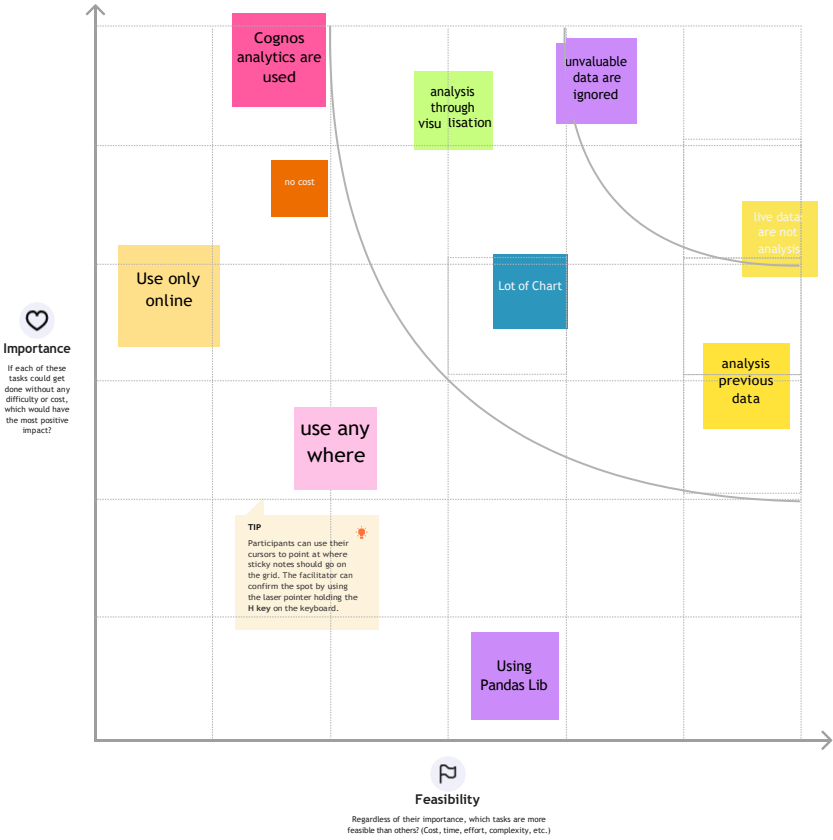 Cognos
analytics are
used
unvaluable
data are
ignored
analysis
through
visu lisation
no cost
live data
are not
analysis
Use only
online
Lot of Chart
Importance
If each of these
tasks could get
done without any
difficulty or cost,
which would have
the most positive
impact?
analysis
previous
data
use any
where
TIP
Participants can use their
cursors to point at where
sticky notes should go on
the grid. The facilitator can
confirm the spot by using
the laser pointer holding the
H key on the keyboard.
Using
Pandas Lib
Feasibility
Regardless of their importance, which tasks are more
feasible than others? (Cost, time, effort, complexity, etc.)